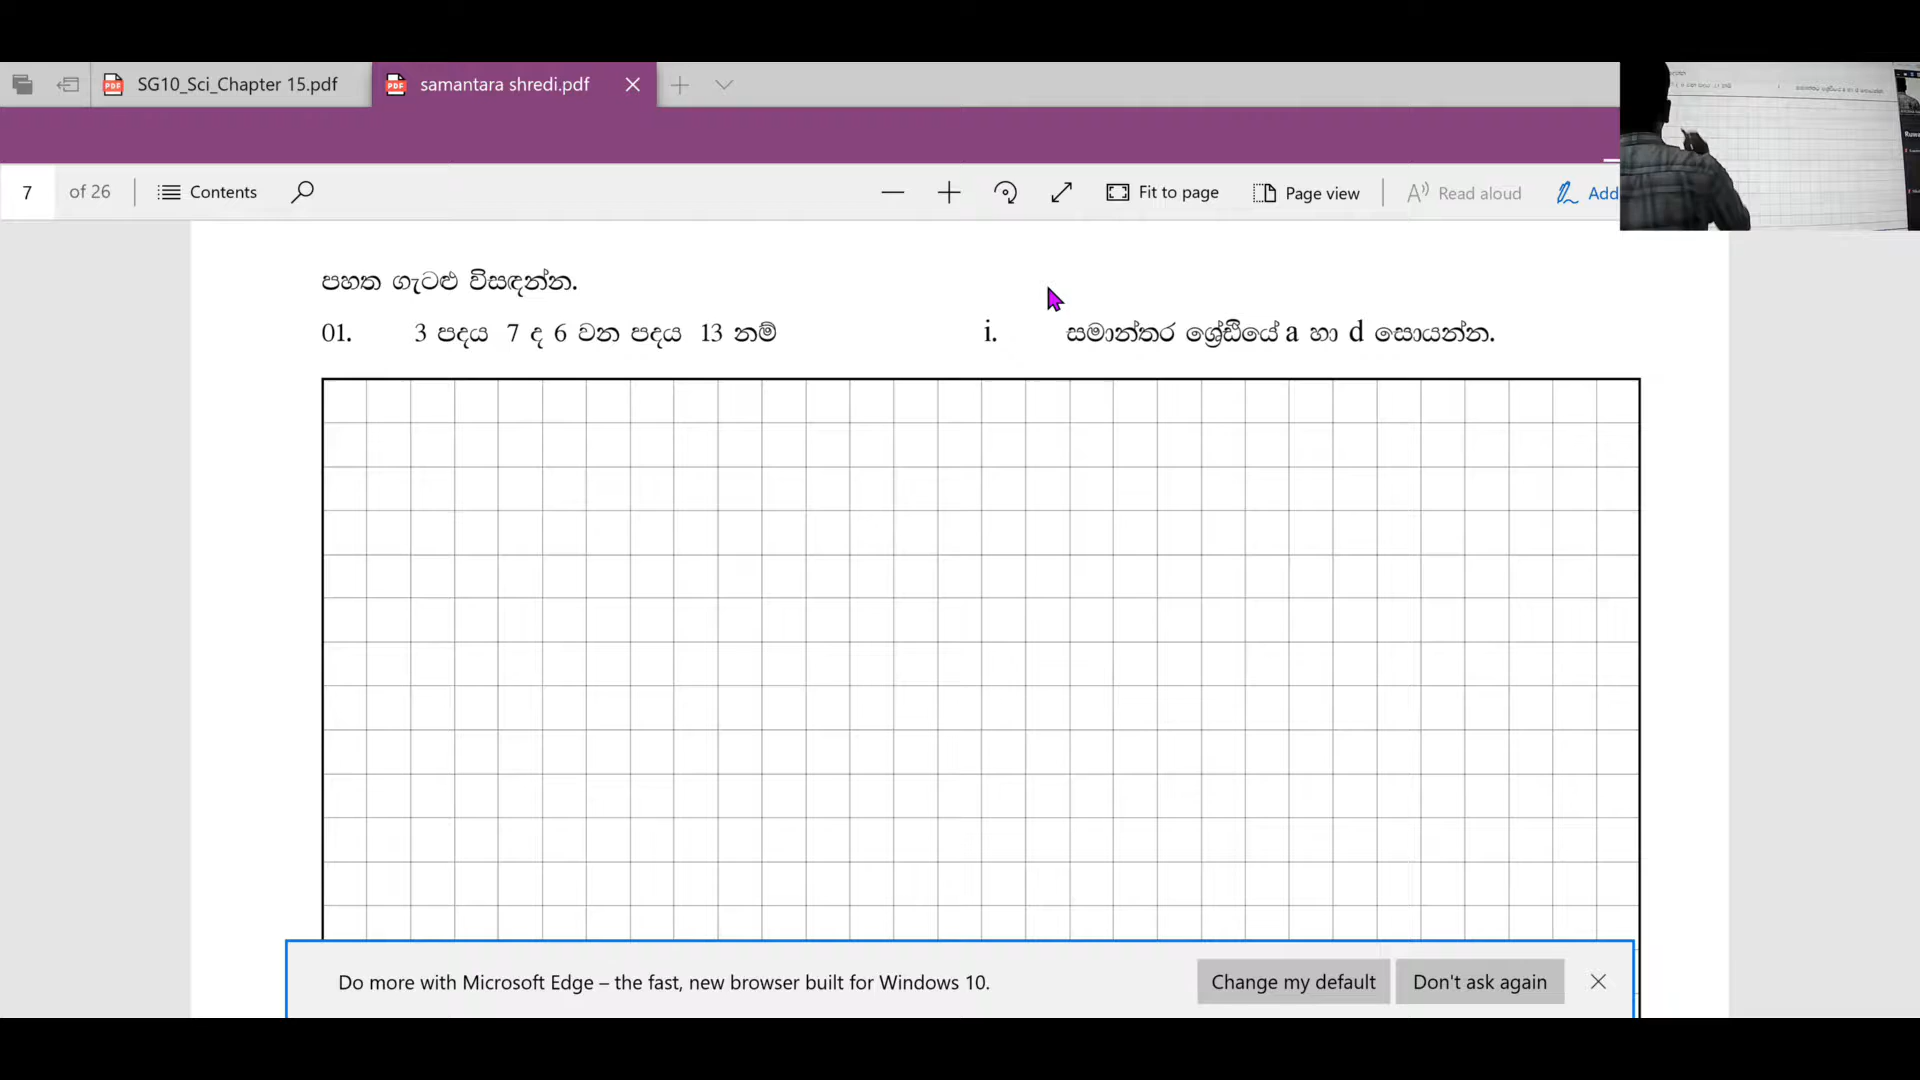 SG10_Sci_Chapter 15.pdf
samantara shredi.pdf
7 of 26
Contents
Fit to page
Page view
Read aloud
Add
පහත ගැටළු විසඳන්න.
01. 3 පදය 7 ද 6 වන පදය 13 නම්
i. සමාන්තර ශ්‍රේඪියේ a හා d සොයන්න.
Do more with Microsoft Edge – the fast, new browser built for Windows 10.
Change my default
Don't ask again